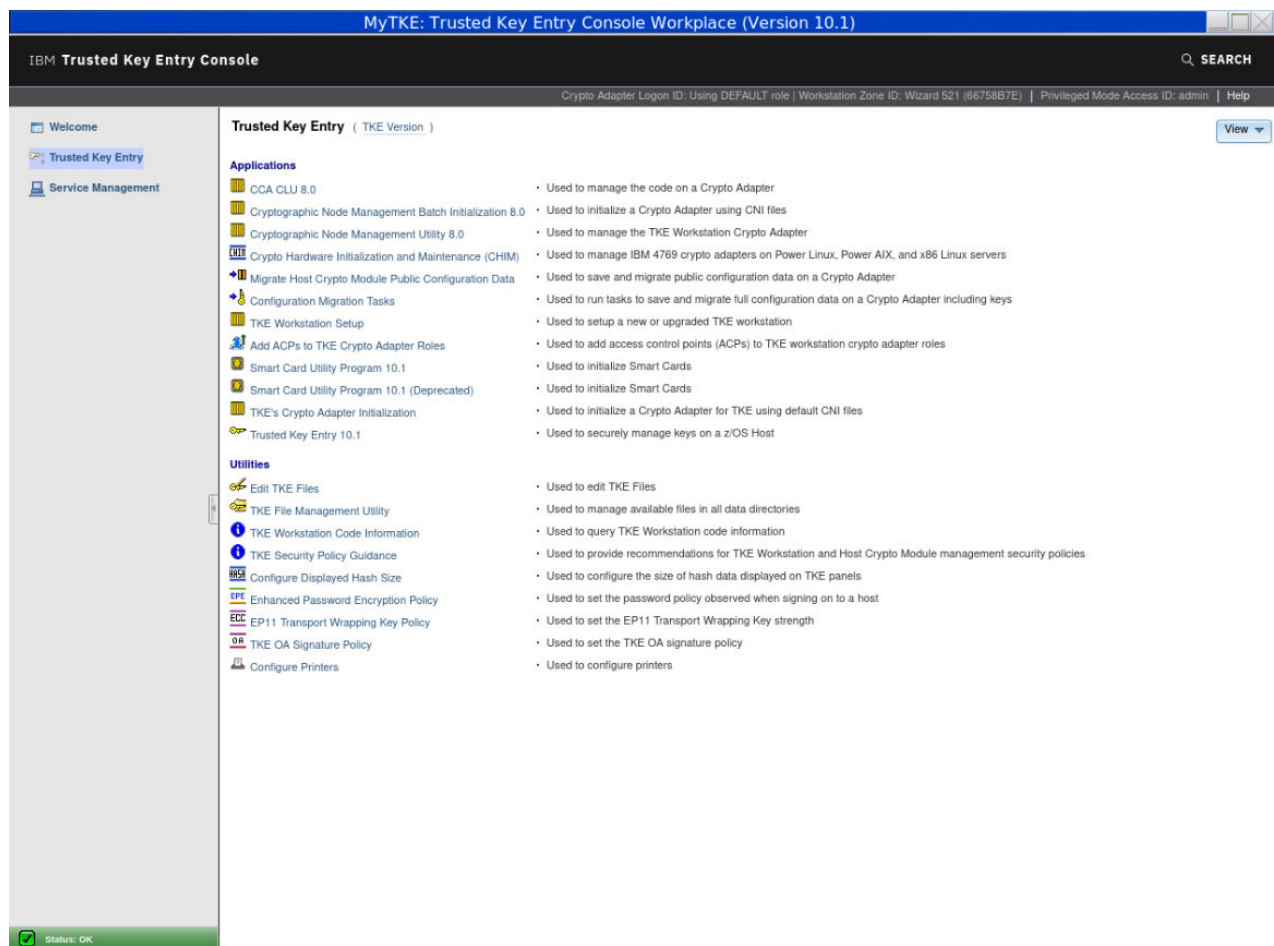 MyTKE: Trusted Key Entry Console Workplace (Version 10.1)
IBM Trusted Key Entry Console
SEARCH
Crypto Adapter Logon ID: Using DEFAULT role | Workstation Zone ID: Wizard 521 (66758B7E) | Privileged Mode Access ID: admin | Help
Welcome
Trusted Key Entry
Service Management
Trusted Key Entry ( TKE Version )
View
Applications
CCA CLU 8.0 · Used to manage the code on a Crypto Adapter
Cryptographic Node Management Batch Initialization 8.0 · Used to initialize a Crypto Adapter using CNI files
Cryptographic Node Management Utility 8.0 · Used to manage the TKE Workstation Crypto Adapter
CHIM Crypto Hardware Initialization and Maintenance (CHIM) · Used to manage IBM 4769 crypto adapters on Power Linux, Power AIX, and x86 Linux servers
Migrate Host Crypto Module Public Configuration Data · Used to save and migrate public configuration data on a Crypto Adapter
Configuration Migration Tasks · Used to run tasks to save and migrate full configuration data on a Crypto Adapter including keys
TKE Workstation Setup · Used to setup a new or upgraded TKE workstation
Add ACPs to TKE Crypto Adapter Roles · Used to add access control points (ACPs) to TKE workstation crypto adapter roles
Smart Card Utility Program 10.1 · Used to initialize Smart Cards
Smart Card Utility Program 10.1 (Deprecated) · Used to initialize Smart Cards
TKE's Crypto Adapter Initialization · Used to initialize a Crypto Adapter for TKE using default CNI files
Trusted Key Entry 10.1 · Used to securely manage keys on a z/OS Host
Utilities
Edit TKE Files · Used to edit TKE Files
TKE File Management Utility · Used to manage available files in all data directories
TKE Workstation Code Information · Used to query TKE Workstation code information
TKE Security Policy Guidance · Used to provide recommendations for TKE Workstation and Host Crypto Module management security policies
HASH Configure Displayed Hash Size · Used to configure the size of hash data displayed on TKE panels
EPE Enhanced Password Encryption Policy · Used to set the password policy observed when signing on to a host
ECC EP11 Transport Wrapping Key Policy · Used to set the EP11 Transport Wrapping Key strength
OA TKE OA Signature Policy · Used to set the TKE OA signature policy
Configure Printers · Used to configure printers
Status: OK